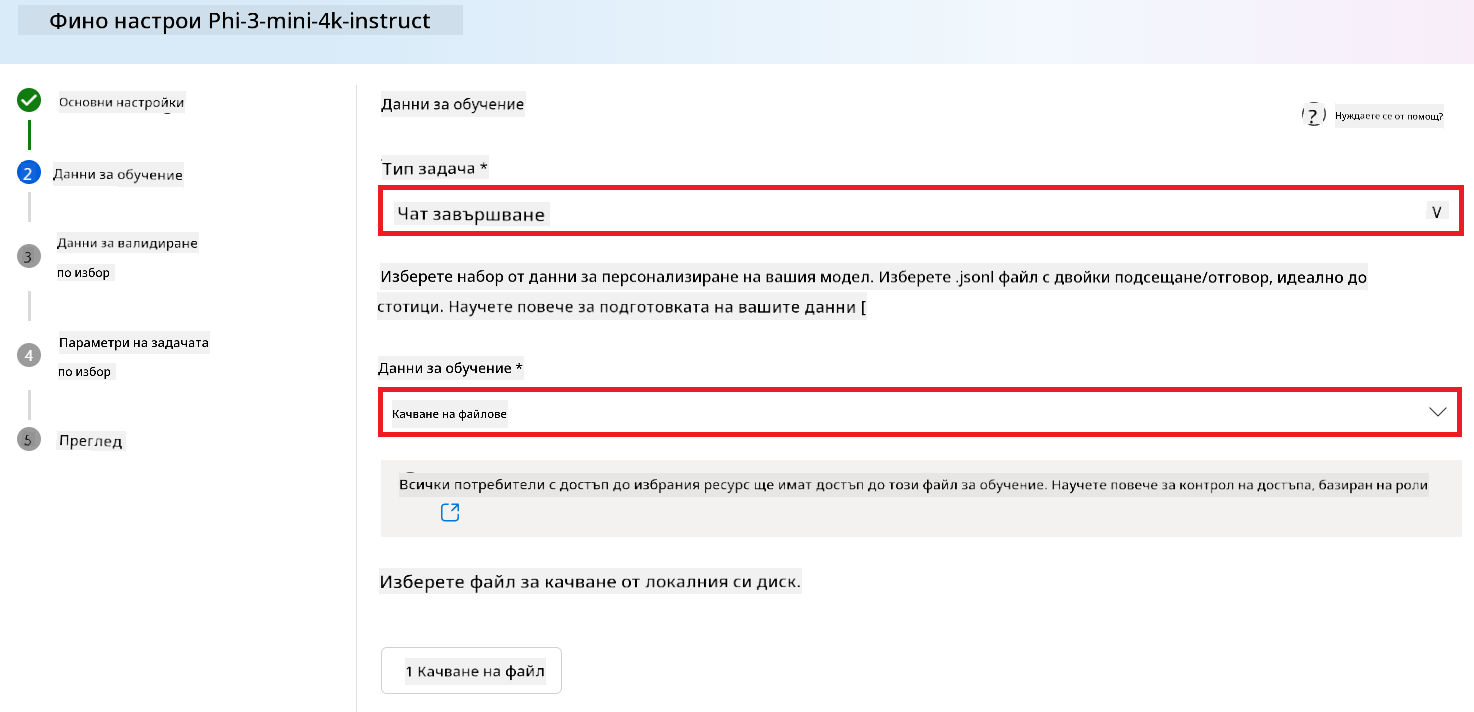 Фино настрои Phi-3-mini-4k-instruct
Основни настройки
2 Данни за обучение
3 Данни за валидиране
по избор
4 Параметри на задачата
по избор
5 Преглед
Данни за обучение
? Нуждаете се от помощ?
Тип задача *
Чат завършване V
Изберете набор от данни за персонализиране на вашия модел. Изберете .jsonl файл с двойки подсещане/отговор, идеално до
стотици. Научете повече за подготовката на вашите данни [
Данни за обучение *
Качване на файлове
Всички потребители с достъп до избрания ресурс ще имат достъп до този файл за обучение. Научете повече за контрол на достъпа, базиран на роли
Изберете файл за качване от локалния си диск.
1 Качване на файл